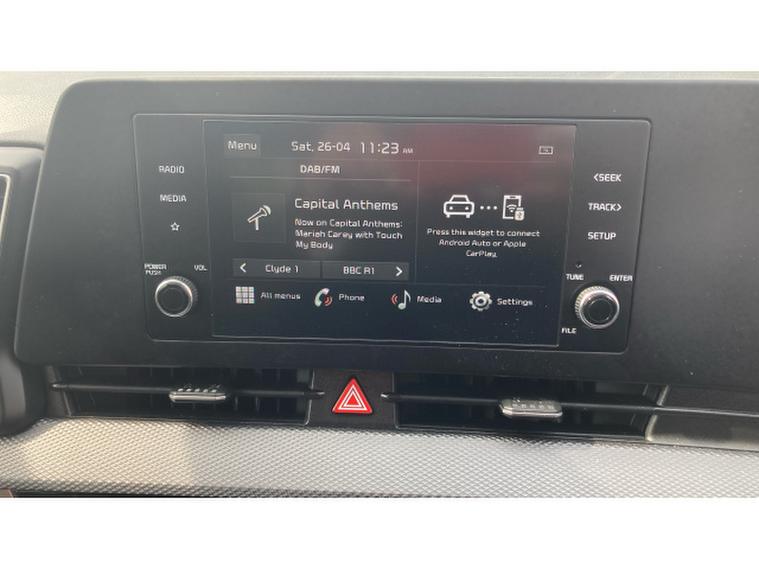 Menu
Sat, 26-04 11:23 AM
DAB/FM
Capital Anthems
Now on Capital Anthems:
Mariah Carey with Touch
My Body
< Clyde 1
BBC R1 >
Press this widget to connect
Android Auto or Apple
CarPlay.
All menus
Phone
Media
Settings
RADIO
MEDIA
POWER
PUSH
VOL
<SEEK
TRACK>
SETUP
TUNE
ENTER
FILE